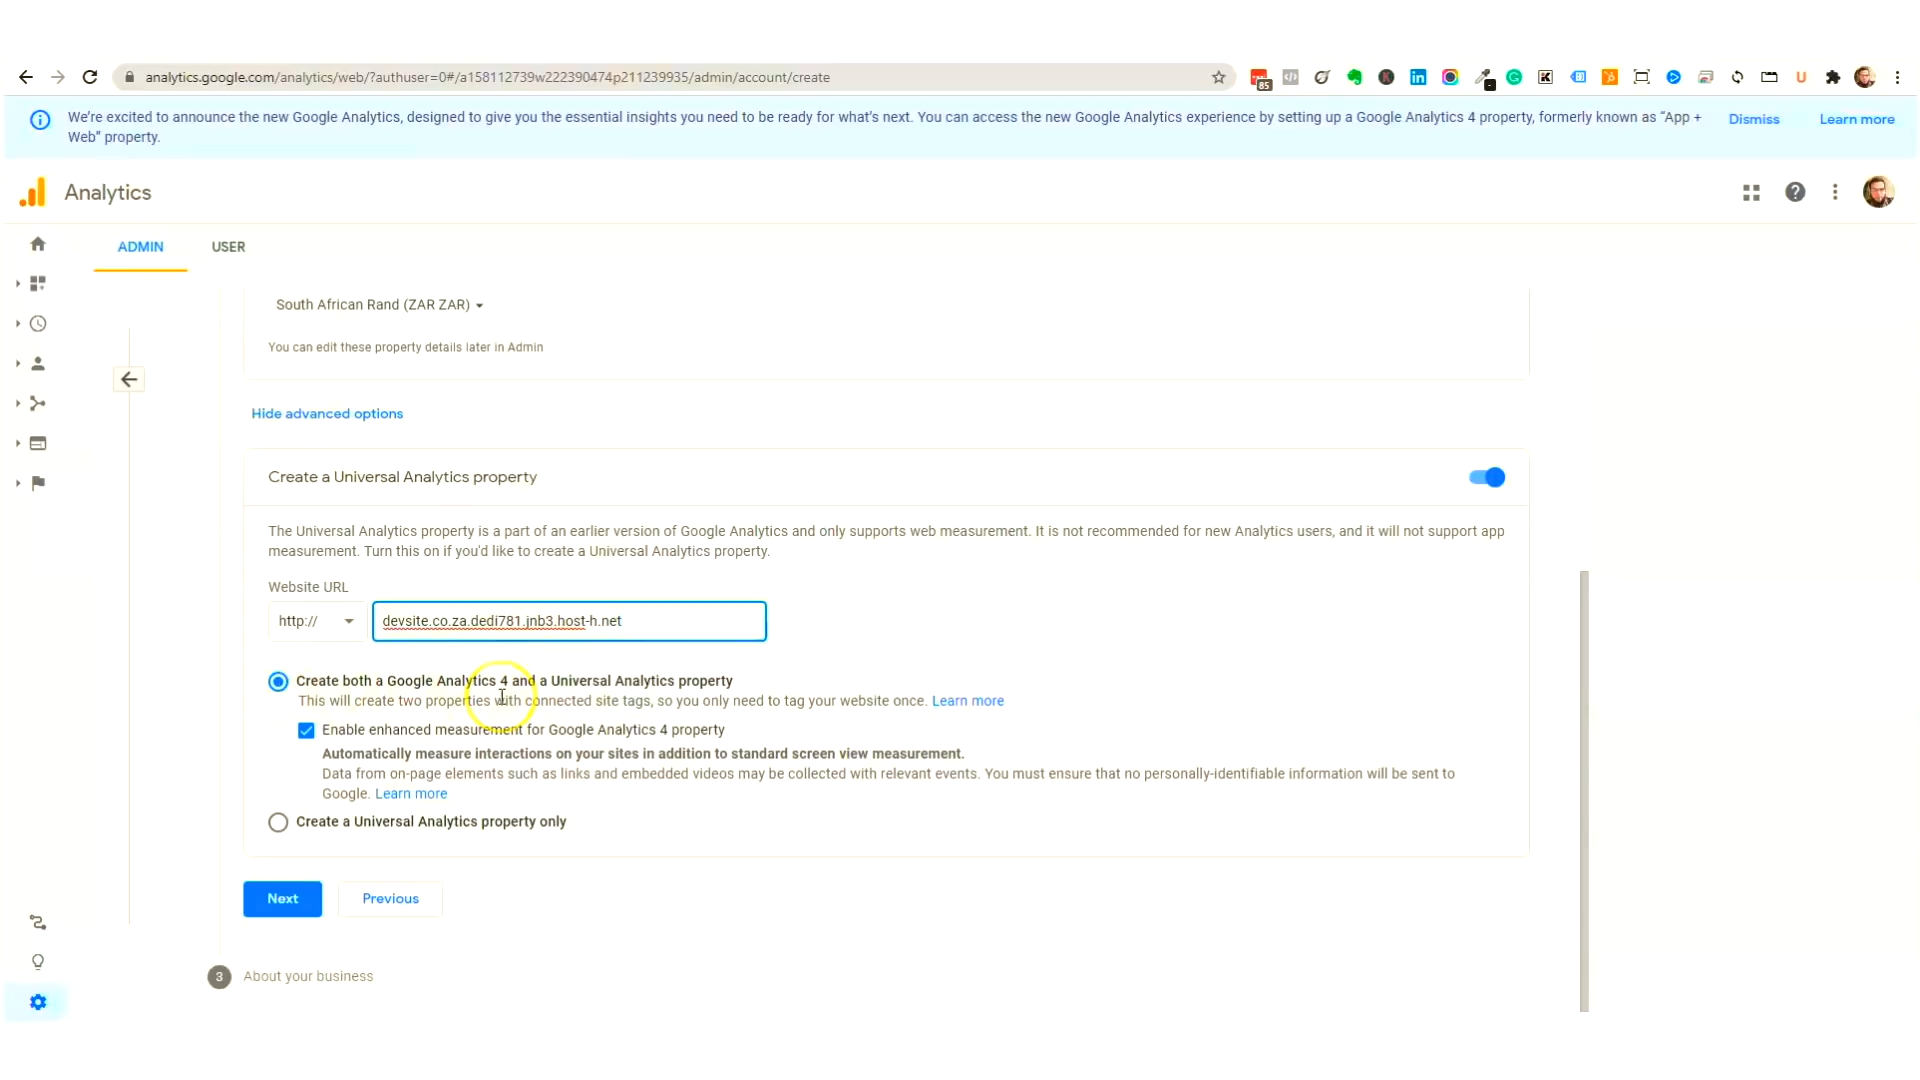 analytics.google.com/analytics/web/?authuser=0#/a158112739w222390474p211239935/admin/account/create
85
We're excited to announce the new Google Analytics, designed to give you the essential insights you need to be ready for what's next. You can access the new Google Analytics experience by setting up a Google Analytics 4 property, formerly known as “App +
Web” property.
Dismiss
Learn more
Analytics
ADMIN
USER
South African Rand (ZAR ZAR)
You can edit these property details later in Admin
Hide advanced options
Create a Universal Analytics property
The Universal Analytics property is a part of an earlier version of Google Analytics and only supports web measurement. It is not recommended for new Analytics users, and it will not support app
measurement. Turn this on if you'd like to create a Universal Analytics property.
Website URL
http://
devsite.co.za.dedi781.jnb3.host-h.net
Create both a Google Analytics 4 and a Universal Analytics property
This will create two properties with connected site tags, so you only need to tag your website once. Learn more
Enable enhanced measurement for Google Analytics 4 property
Automatically measure interactions on your sites in addition to standard screen view measurement.
Data from on-page elements such as links and embedded videos may be collected with relevant events. You must ensure that no personally-identifiable information will be sent to
Google. Learn more
Create a Universal Analytics property only
Next
Previous
3
About your business